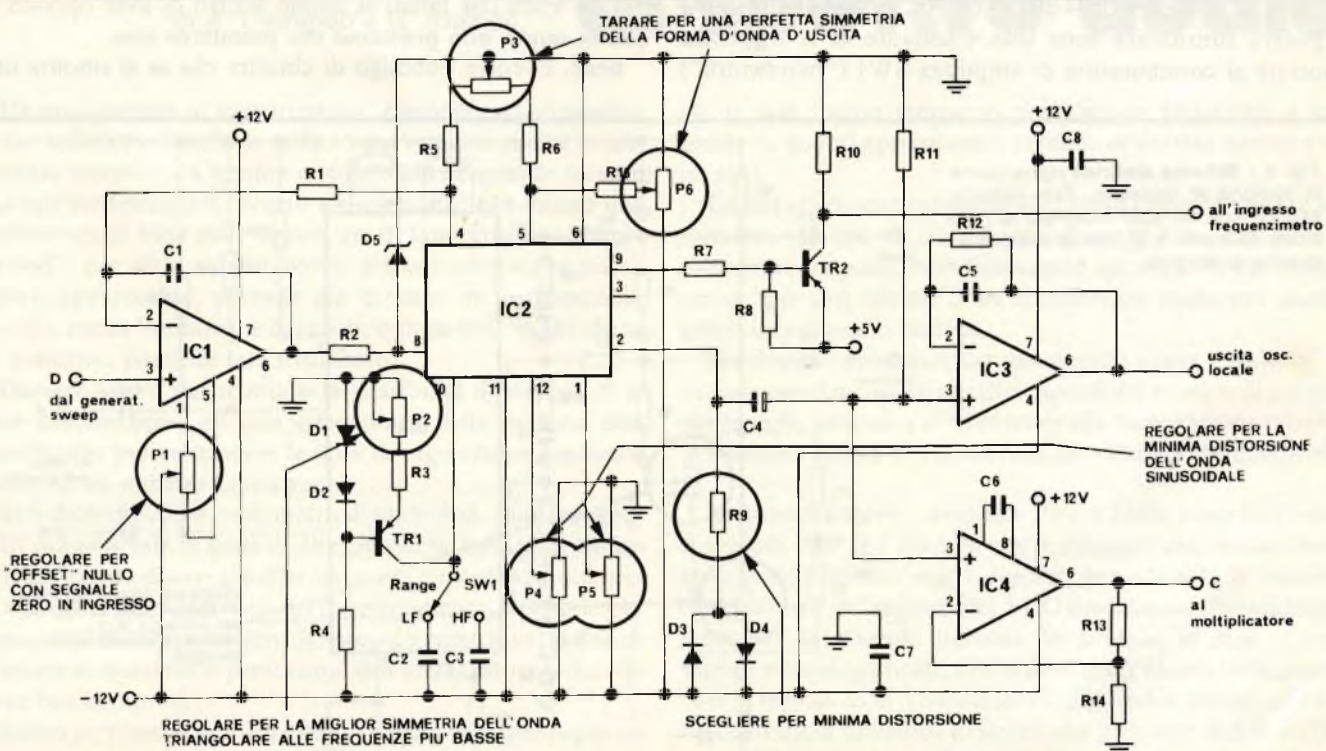 TARARE PER UNA PERFETTA SIMMETRIA
DELLA FORMA D'ONDA D'USCITA
P3
+12V
R1
R5
R6
R15
P6
R10
R11
+12V
C8
all'ingresso
frequenzimetro
C1
D5
4
5
6
9
3
2
8
10
11
12
1
IC2
R7
R8
TR2
+5V
R12
C5
2
3
7
6
4
IC3
uscita osc.
locale
2
3
7
6
5
4
1
IC1
R2
D
dal generat.
sweep
P1
D1
D2
P2
R3
TR1
C4
REGOLARE PER LA
MINIMA DISTORSIONE
DELL'ONDA
SINUSOIDALE
REGOLARE PER
"OFFSET NULLO
CON SEGNALE
ZERO IN INGRESSO
R4
Range
SW1
LF
HF
C2
C3
P4
P5
R9
D3
D4
C7
C6
+12V
1
8
3
2
7
6
4
IC4
C
al
moltiplicatore
R13
R14
-12V
REGOLARE PER LA MIGLIOR SIMMETRIA DELL'ONDA
TRIANGOLARE ALLE FREQUENZE PIU' BASSE
SCEGLIERE PER MINIMA DISTORSIONE